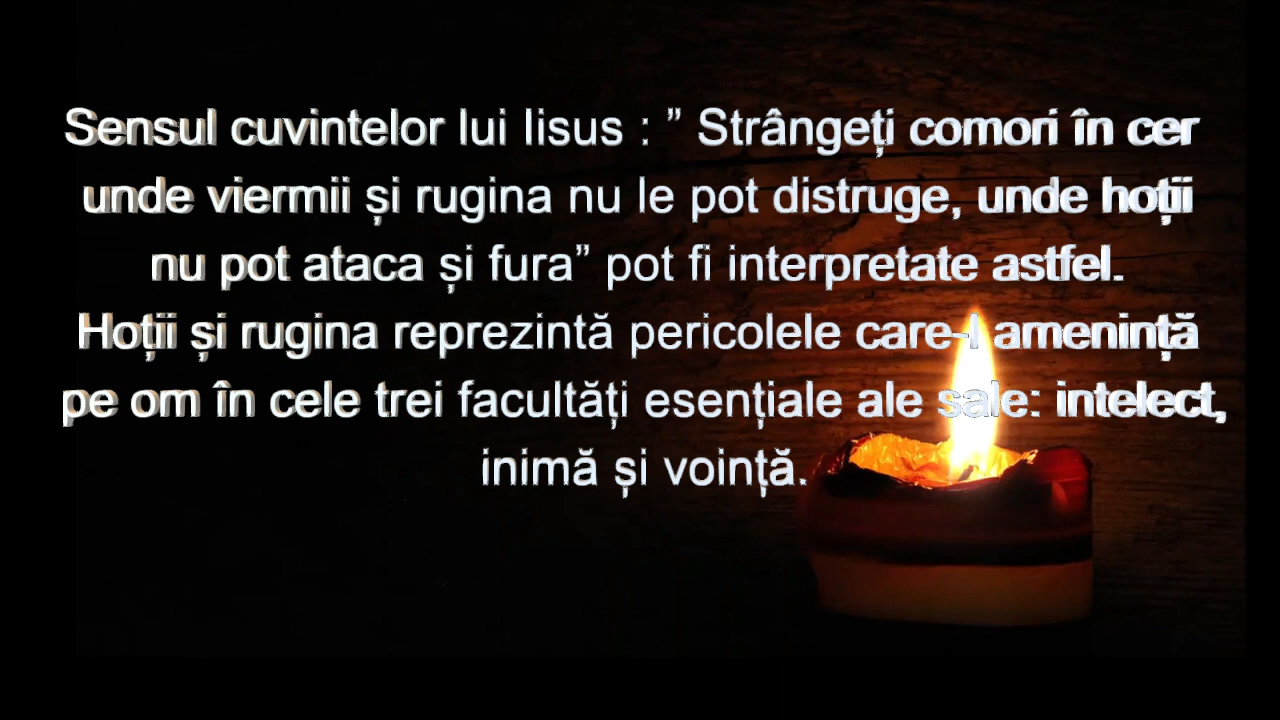 Sensul cuvintelor lui Iisus : ” Strângeți comori în cer
unde viermii și rugina nu le pot distruge, unde hoții
nu pot ataca și fura” pot fi interpretate astfel.
Hoții și rugina reprezintă pericolele care-l amenință
pe om în cele trei facultăți esențiale ale sale: intelect,
inimă și voință.